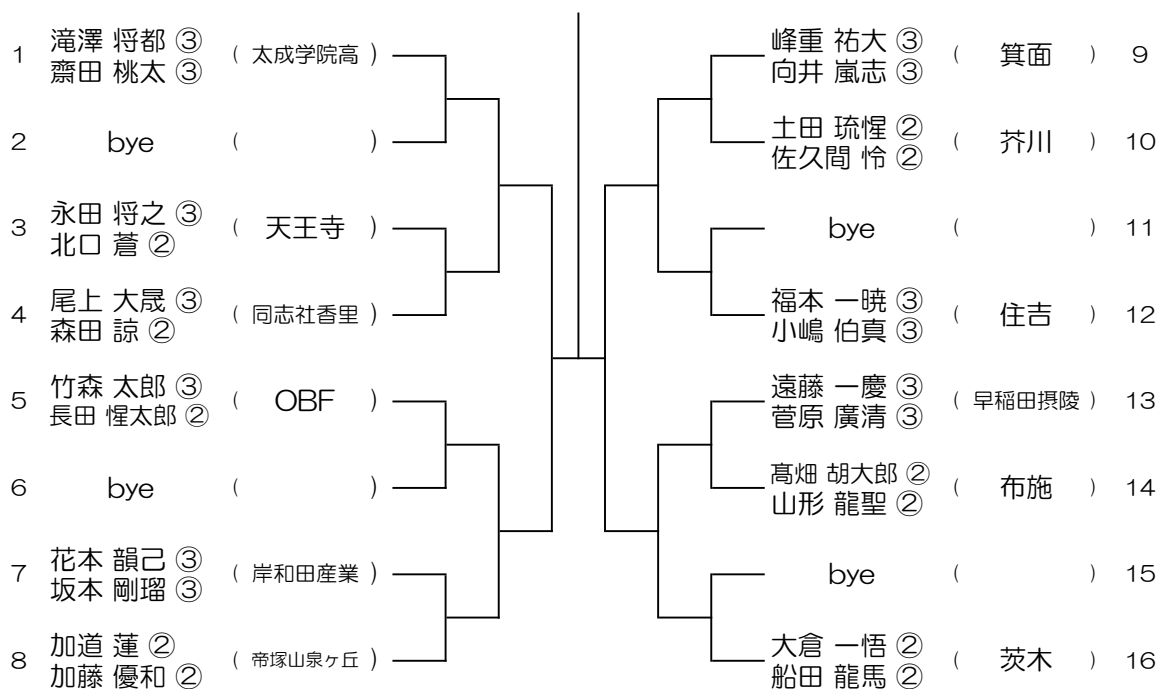 1 滝澤 将都 ③ ( 太成学院高 )
齋田 桃太 ③
2 bye ( )
3 永田 将之 ③ ( 天王寺 )
北口 蒼 ②
4 尾上 大晟 ③ ( 同志社香里 )
森田 諒 ②
5 竹森 太郎 ③ ( OBF )
長田 惺太郎 ②
6 bye ( )
7 花本 韻己 ③ ( 岸和田産業 )
坂本 剛瑠 ③
8 加道 蓮 ② ( 帝塚山泉ヶ丘 )
加藤 優和 ②
峰重 祐大 ③ ( 箕面 ) 9
向井 嵐志 ③
土田 琉惺 ② ( 芥川 ) 10
佐久間 怜 ②
bye ( ) 11
福本 一暁 ③ ( 住吉 ) 12
小嶋 伯真 ③
遠藤 一慶 ③ ( 早稲田摂陵 ) 13
菅原 廣清 ③
髙畑 胡大郎 ② ( 布施 ) 14
山形 龍聖 ②
bye ( ) 15
大倉 一悟 ② ( 茨木 ) 16
船田 龍馬 ②